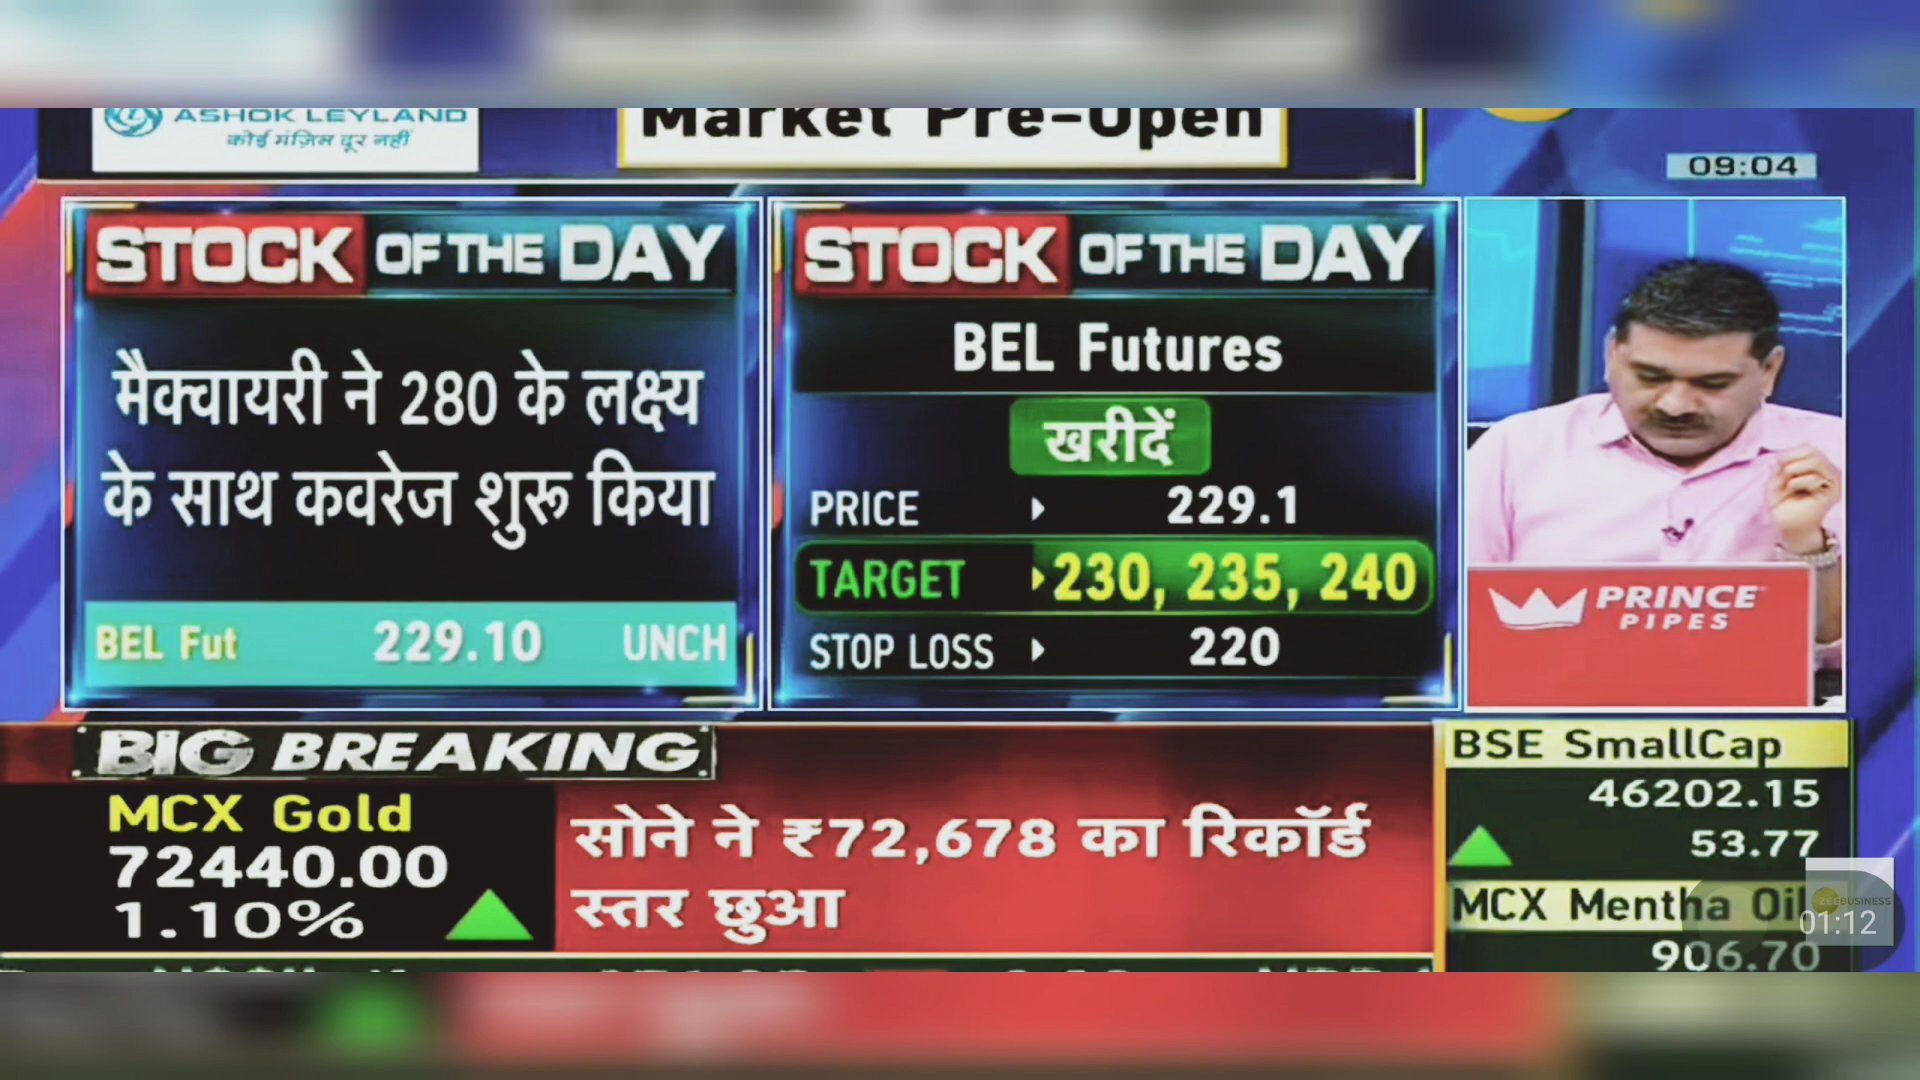 ASHOK LEYLAND
कोई मंज़िल दूर नहीं
Market Pre-Open
09:04
STOCK OF THE DAY
मैक्वायरी ने 280 के लक्ष्य
के साथ कवरेज शुरू किया
BEL Fut 229.10 UNCH
STOCK OF THE DAY
BEL Futures
खरीदें
PRICE 229.1
TARGET 230, 235, 240
STOP LOSS 220
PRINCE
PIPES
BIG BREAKING
MCX Gold
72440.00
1.10%
सोने ने ₹72,678 का रिकॉर्ड
स्तर छुआ
BSE SmallCap
46202.15
53.77
MCX Mentha Oil
906.70
ZEEBUSINESS
01:12